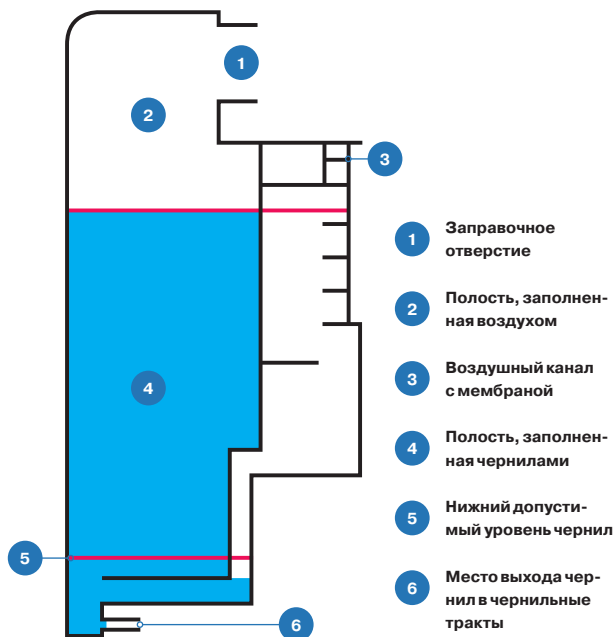 1
2
3
4
5
6
1
Заправочное
отверстие
2
Полость, заполнен-
ная воздухом
3
Воздушный канал
с мембраной
4
Полость, заполнен-
ная чернилами
5
Нижний допусти-
мый уровень чернил
6
Место выхода чер-
нил в чернильные
тракты